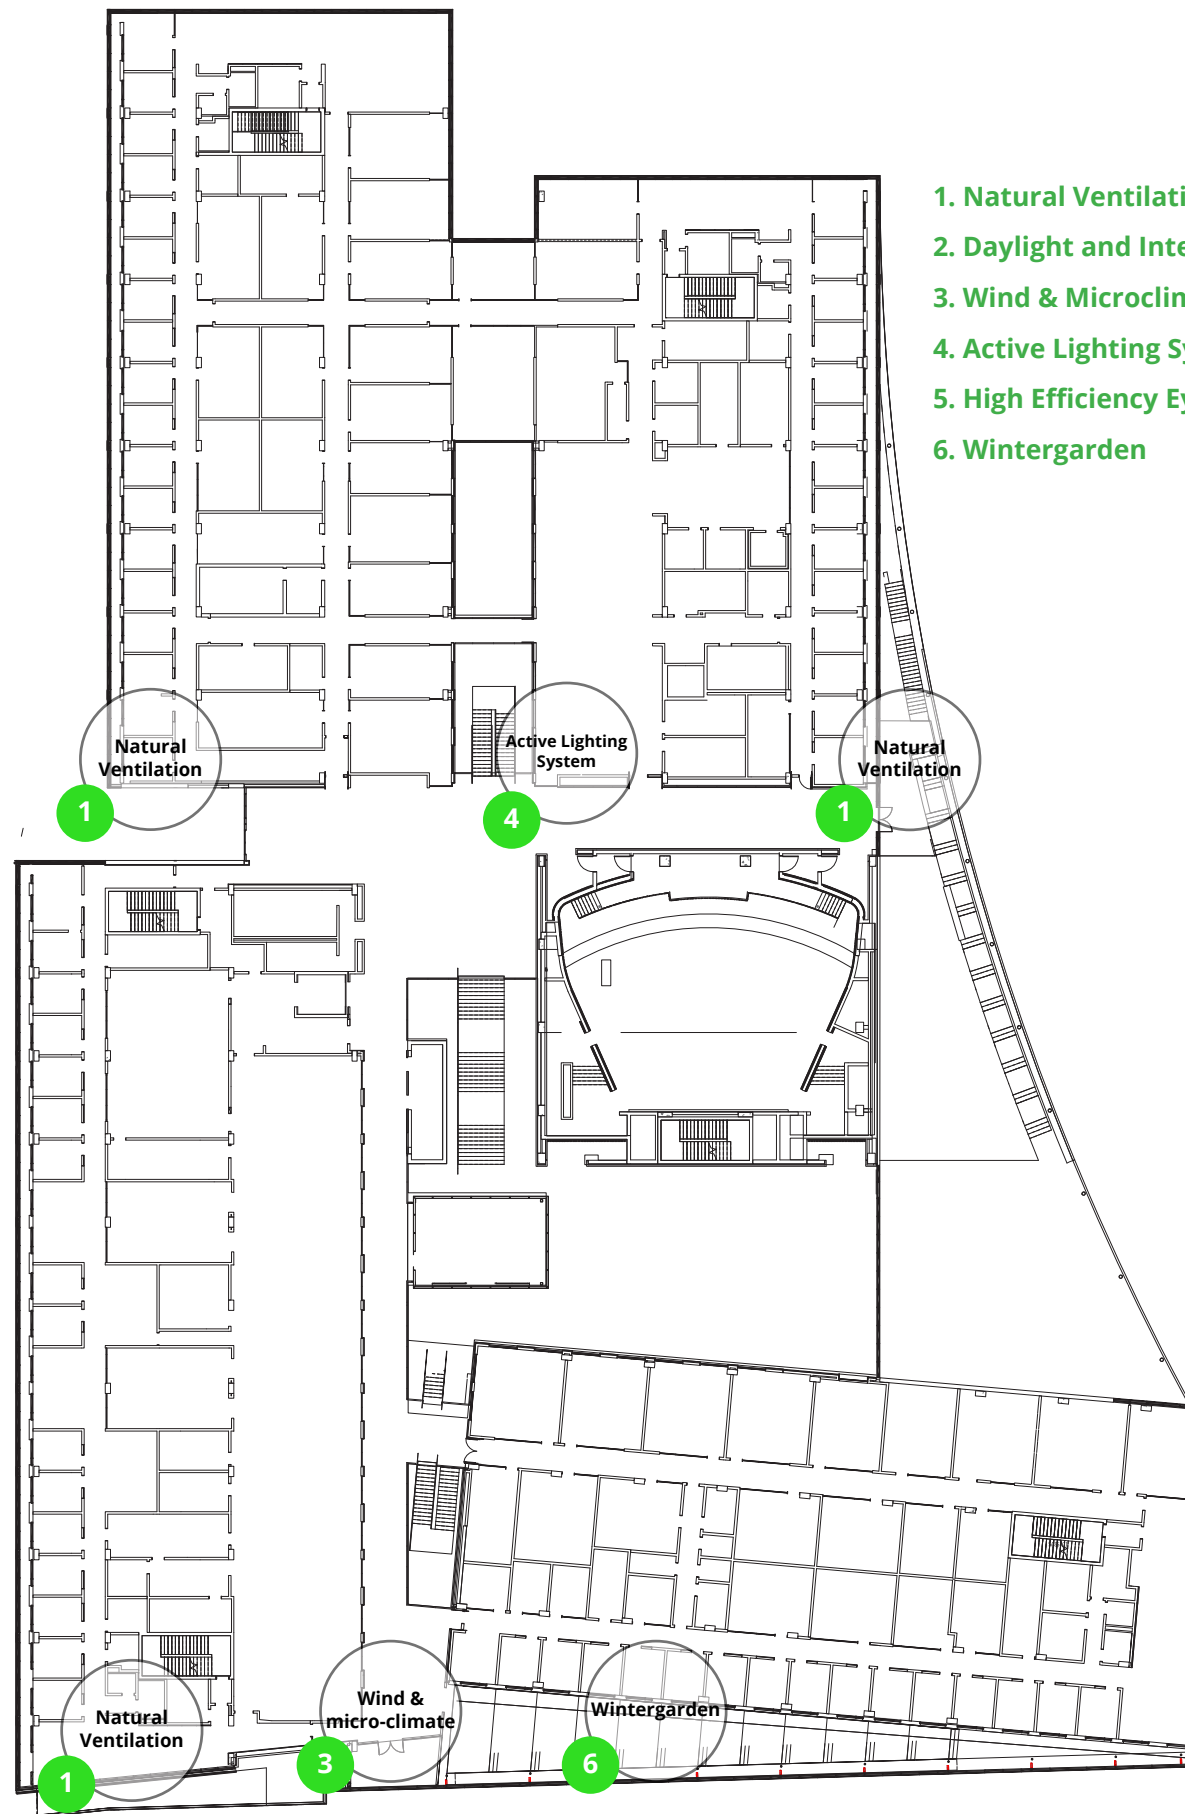 1. Natural Ventilati
2. Daylight and Inte
3. Wind & Microclim
4. Active Lighting Sy
5. High Efficiency Ey
6. Wintergarden
Natural
Ventilation
1
Active Lighting
System
4
Natural
Ventilation
1
Natural
Ventilation
1
Wind &
micro-climate
3
Wintergarden
6